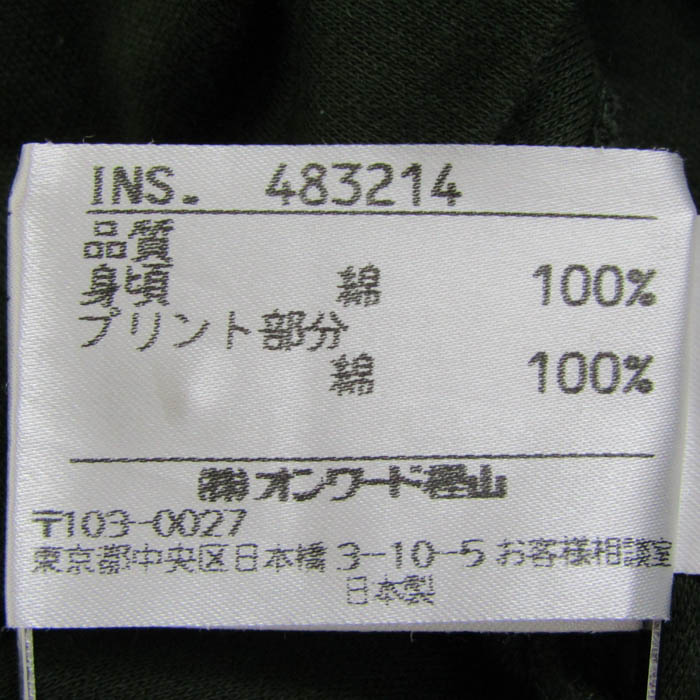 INS. 483214
品質
身頃 綿 100%
プリント部分
綿 100%
㈱オンワード樫山
〒103-0027
東京都中央区日本橋 3-10-5 お客様相談室
日本製